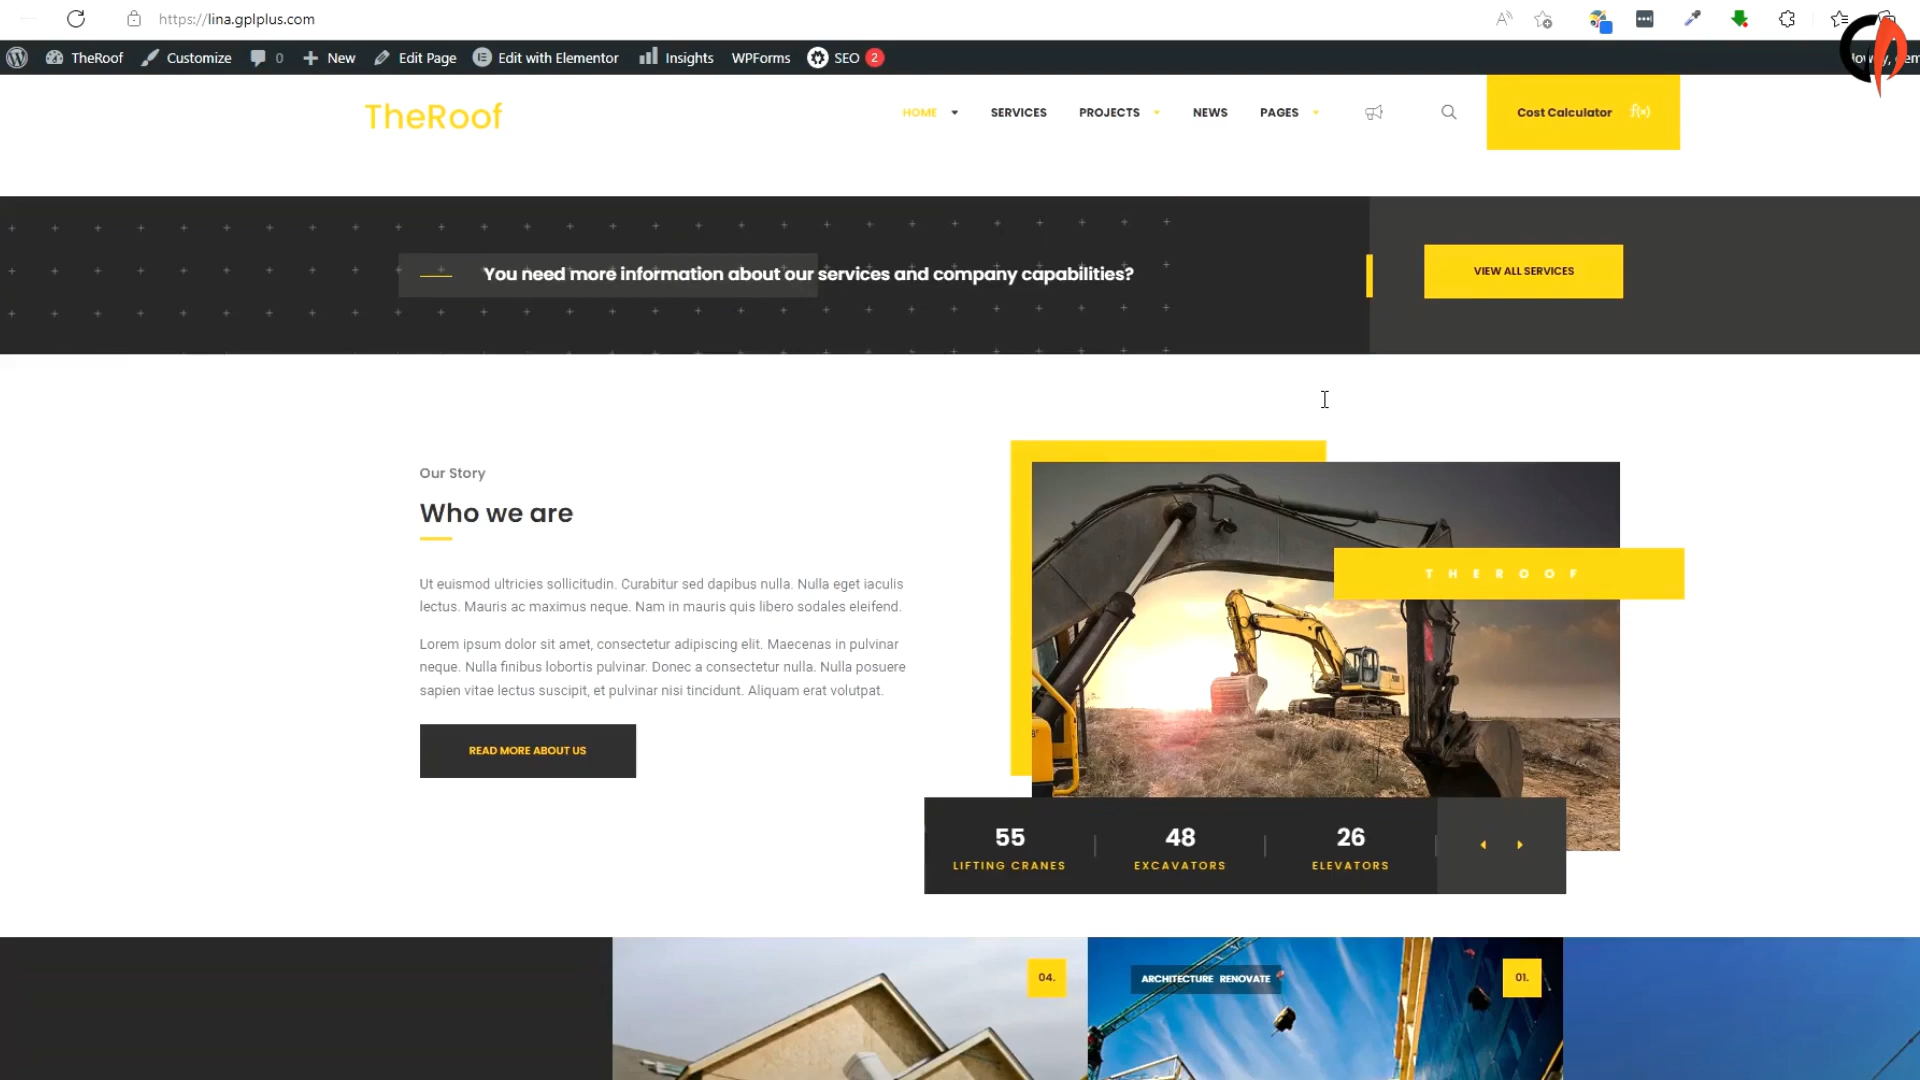 https://lina.gplplus.com
TheRoof Customize 0 New Edit Page Edit with Elementor Insights WPForms SEO 2
TheRoof
HOME SERVICES PROJECTS NEWS PAGES Cost Calculator f(x)
You need more information about our services and company capabilities?
VIEW ALL SERVICES
Our Story
Who we are
Ut euismod ultricies sollicitudin. Curabitur sed dapibus nulla. Nulla eget iaculis
lectus. Mauris ac maximus neque. Nam in mauris quis libero sodales eleifend.
Lorem ipsum dolor sit amet, consectetur adipiscing elit. Maecenas in pulvinar
neque. Nulla finibus lobortis pulvinar. Donec a consectetur nulla. Nulla posuere
sapien vitae lectus suscipit, et pulvinar nisi tincidunt. Aliquam erat volutpat.
READ MORE ABOUT US
THEROOF
55 48 26
LIFTING CRANES EXCAVATORS ELEVATORS
04.
ARCHITECTURE RENOVATE
01.